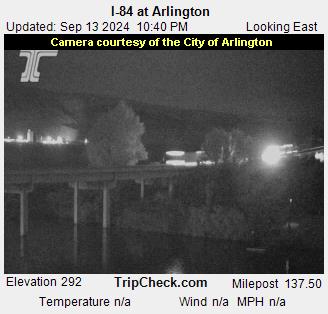 I-84 at Arlington
Updated: Sep 13 2024 10:40 PM Looking East
Camera courtesy of the City of Arlington
Elevation 292 TripCheck.com Milepost 137.50
Temperature n/a Wind n/a MPH n/a